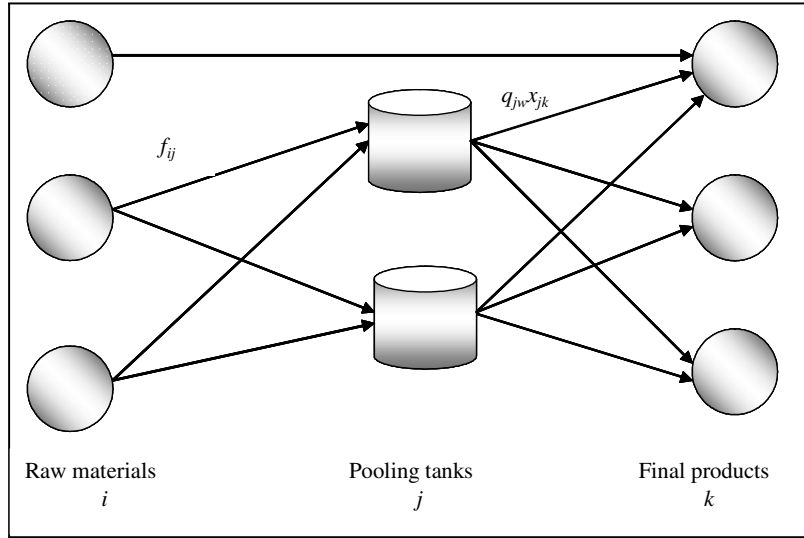 f_ij
q_jw x_jk
Raw materials
i
Pooling tanks
j
Final products
k